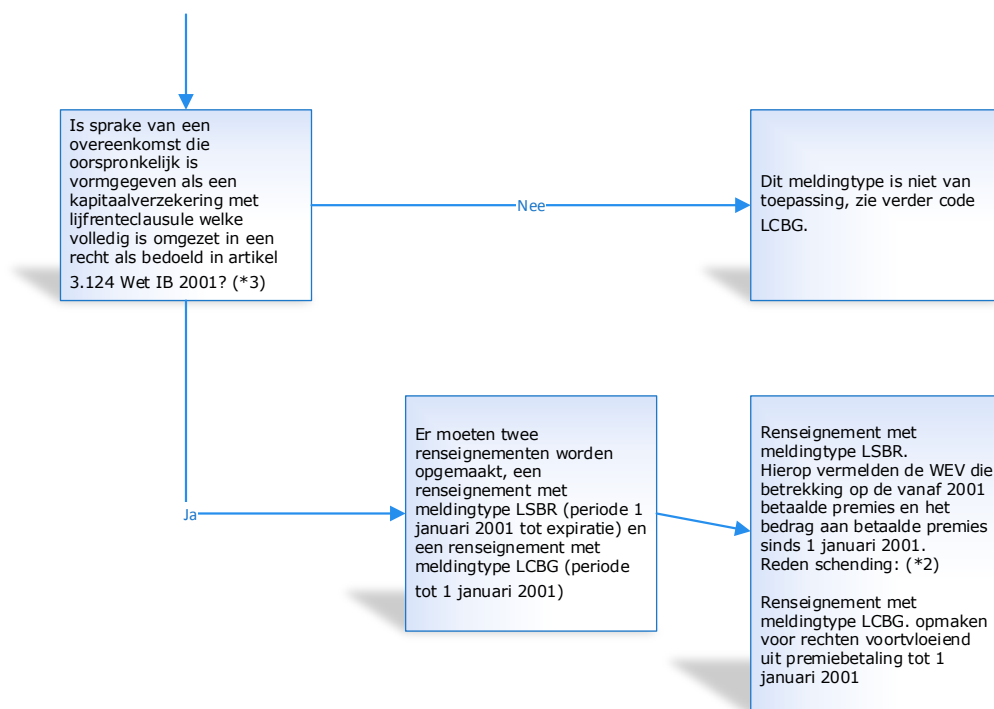 Is sprake van een
overeenkomst die
oorspronkelijk is
vormgegeven als een
kapitaalverzekering met
lijfrenteclausule welke
volledig is omgezet in een
recht als bedoeld in artikel
3.124 Wet IB 2001? (*3)
Nee
Dit meldingtype is niet van
toepassing, zie verder code
LCBG.
Ja
Er moeten twee
renseignementen worden
opgemaakt, een
renseignement met
meldingtype LSBR (periode 1
januari 2001 tot expiratie) en
een renseignement met
meldingtype LCBG (periode
tot 1 januari 2001)
Renseignement met
meldingtype LSBR.
Hierop vermelden de WEV die
betrekking op de vanaf 2001
betaalde premies en het
bedrag aan betaalde premies
sinds 1 januari 2001.
Reden schending: (*2)
Renseignement met
meldingtype LCBG. opmaken
voor rechten voortvloeiend
uit premiebetaling tot 1
januari 2001